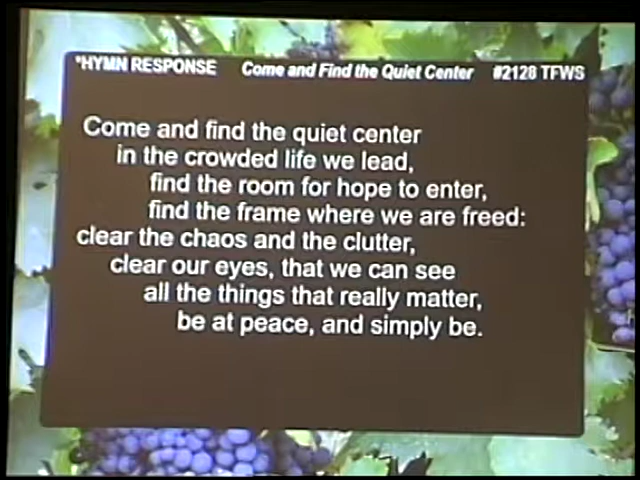 *HYMN RESPONSE Come and Find the Quiet Center #2128 TFWS
Come and find the quiet center
in the crowded life we lead,
find the room for hope to enter,
find the frame where we are freed:
clear the chaos and the clutter,
clear our eyes, that we can see
all the things that really matter,
be at peace, and simply be.